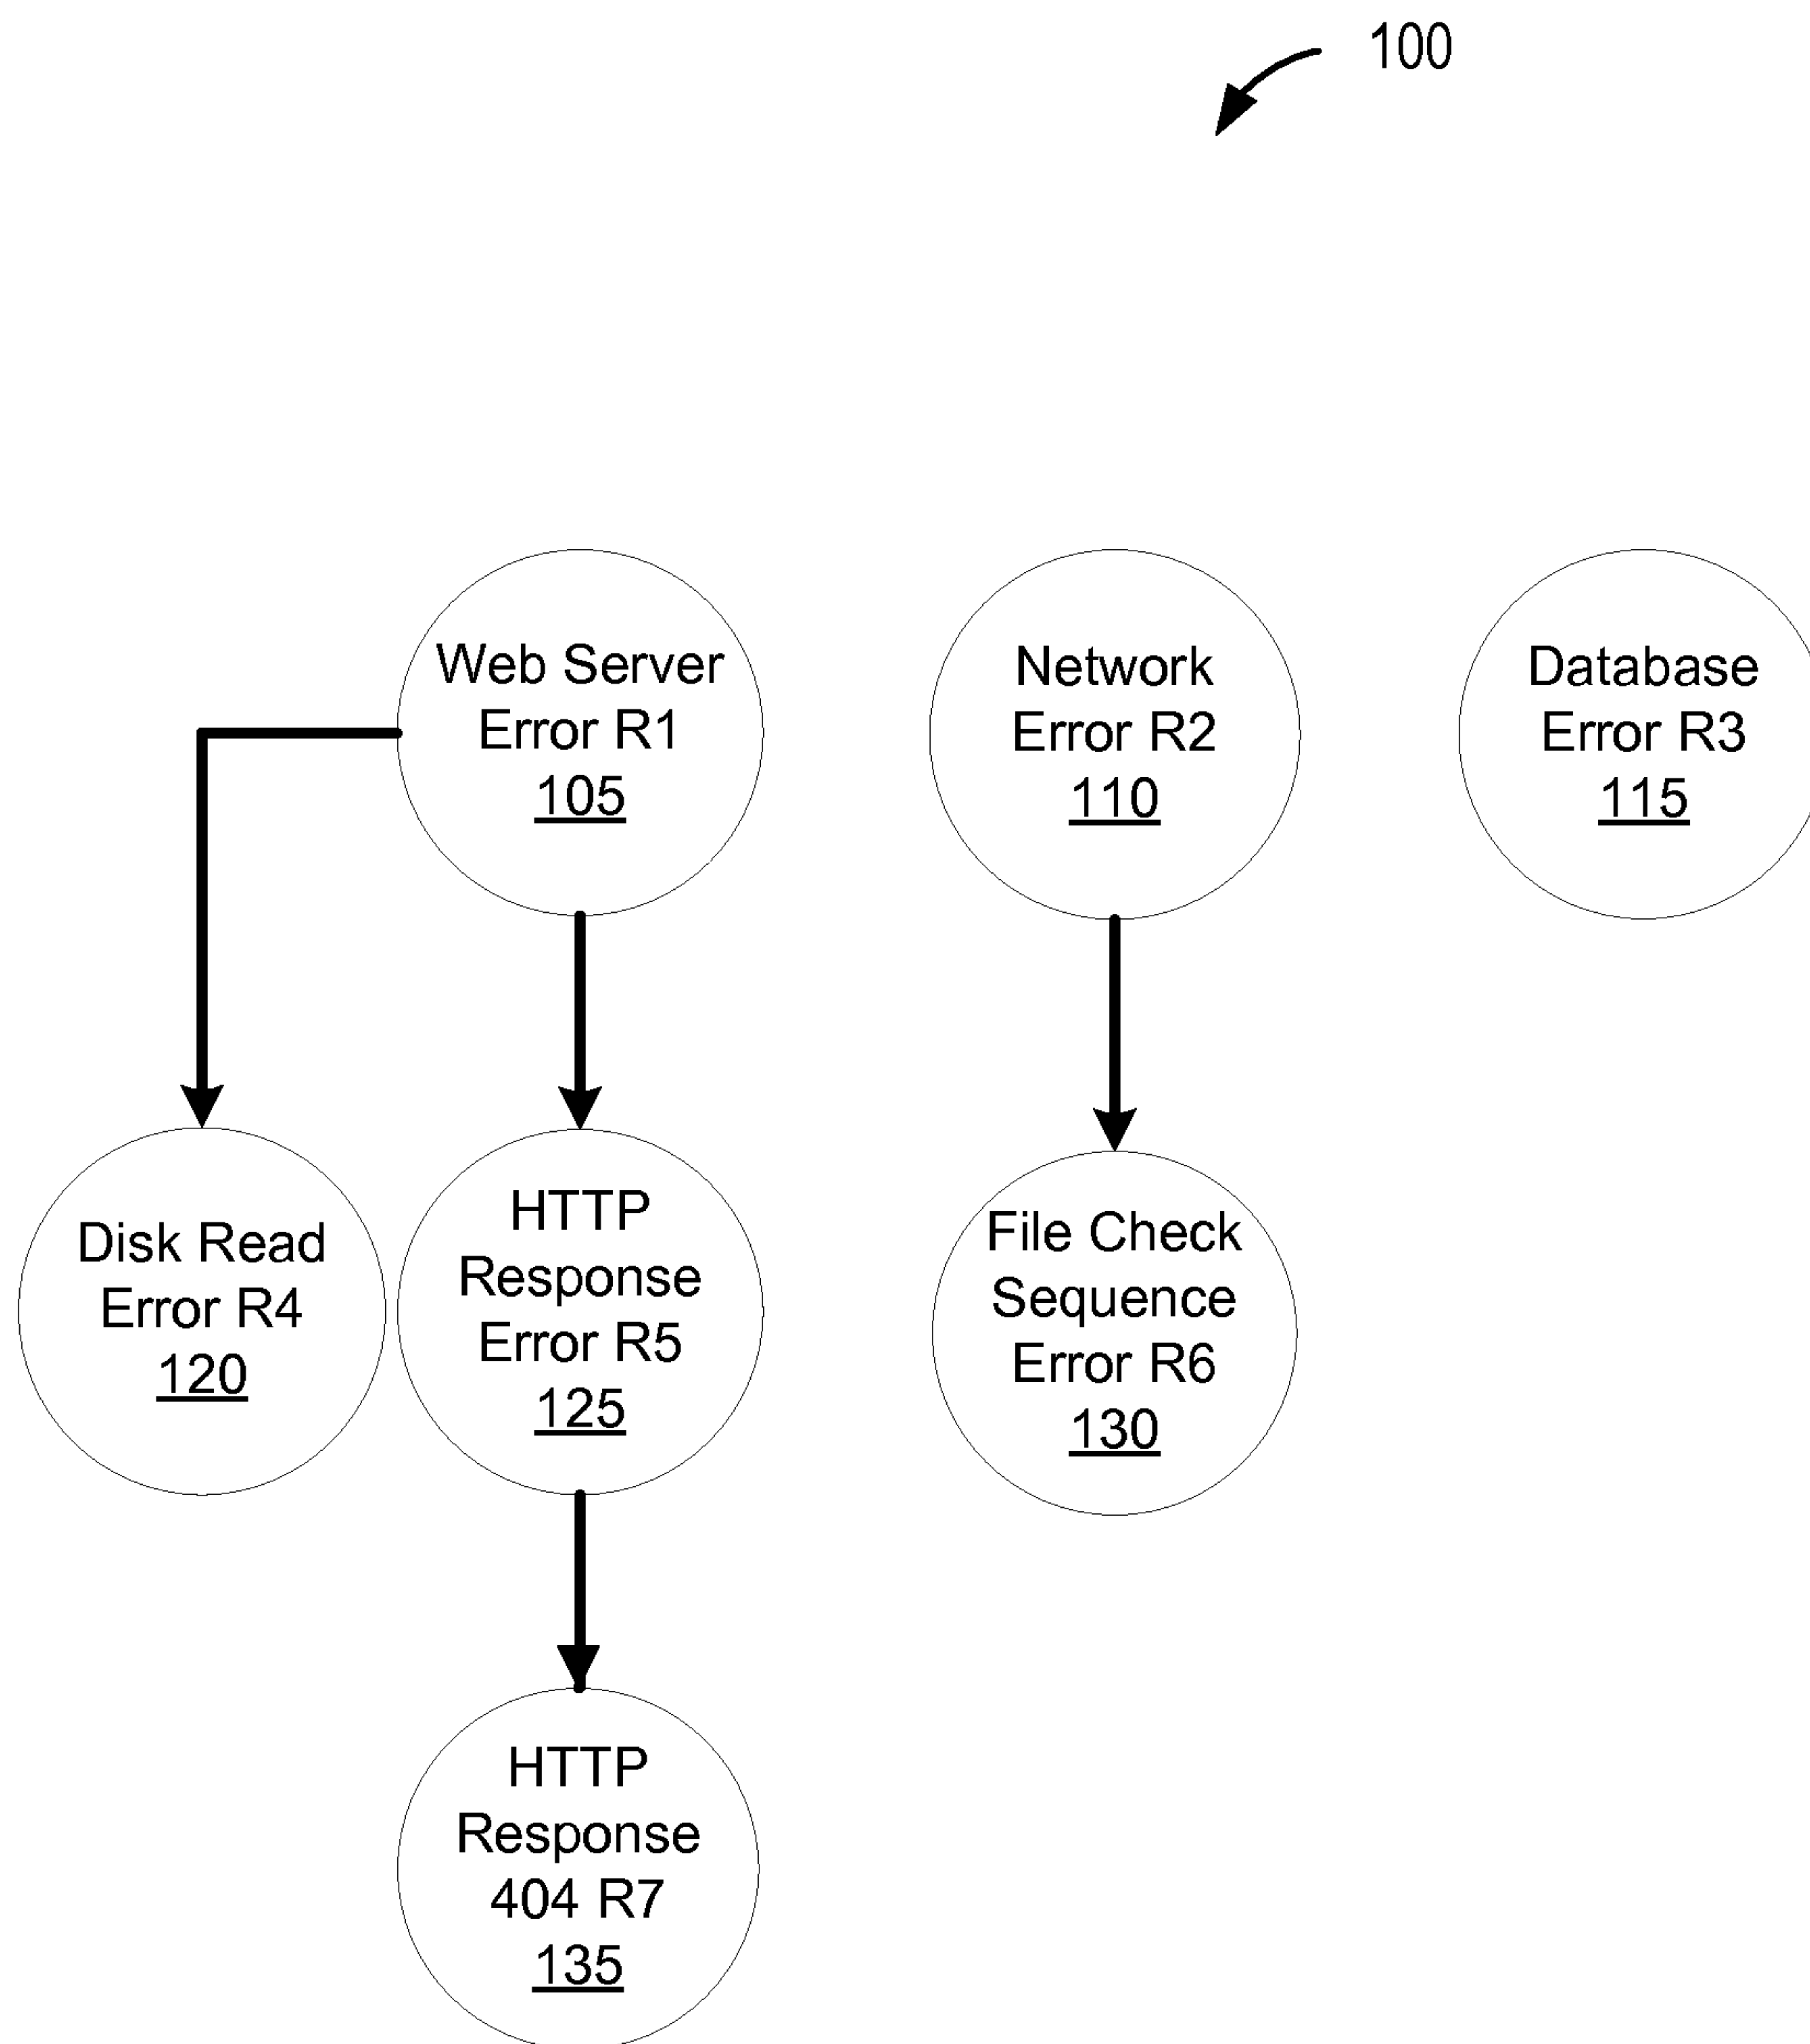 100
Web Server
Error R1
105
Network
Error R2
110
Database
Error R3
115
Disk Read
Error R4
120
HTTP
Response
Error R5
125
File Check
Sequence
Error R6
130
HTTP
Response
404 R7
135